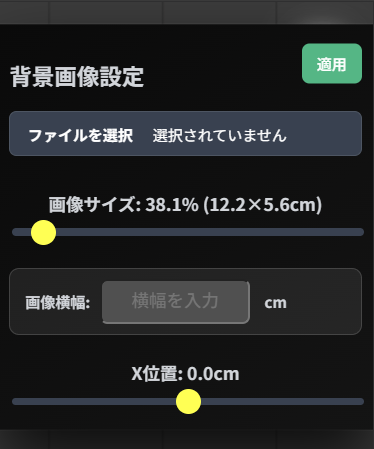 背景画像設定
適用
ファイルを選択 選択されていません
画像サイズ: 38.1% (12.2×5.6cm)
画像横幅: 横幅を入力 cm
X位置: 0.0cm